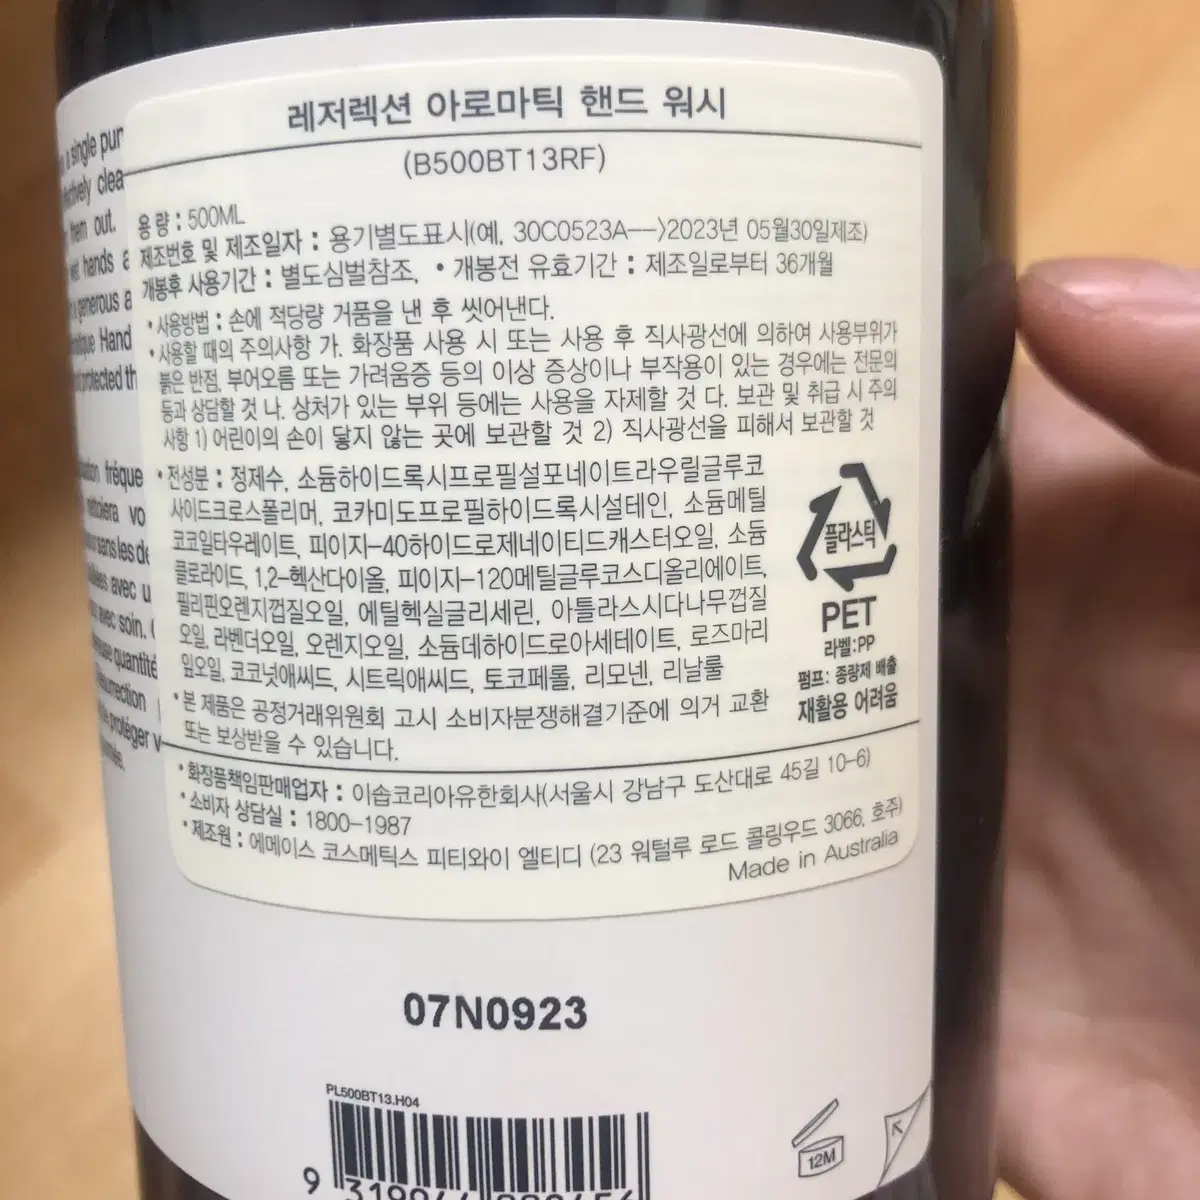 레저렉션 아로마틱 핸드 워시
(B500BT13RF)
용 량 : 500ML
제조번호 및 제조일자 : 용기별도표시(예, 30C0523A-->2023년 05월30일제조)
개봉후 사용기간 : 별도심벌참조, • 개봉전 유효기간 : 제조일로부터 36개월
• 사용방법 : 손에 적당량 거품을 낸 후 씻어낸다.
• 사용할 때의 주의사항 가. 화장품 사용 시 또는 사용 후 직사광선에 의하여 사용부위가
붉은 반점, 부어오름 또는 가려움증 등의 이상 증상이나 부작용이 있는 경우에는 전문의
등과 상담할 것 나. 상처가 있는 부위 등에는 사용을 자제할 것 다. 보관 및 취급 시 주의
사항 1) 어린이의 손이 닿지 않는 곳에 보관할 것 2) 직사광선을 피해서 보관할 것
• 전성분 : 정제수, 소듐하이드록시프로필설포네이트라우릴글루코
사이드크로스폴리머, 코카미도프로필하이드록시설테인, 소듐메틸
코코일타우레이트, 피이지-40하이드로제네이티드캐스터오일, 소듐
클로라이드, 1,2-헥산다이올, 피이지-120메틸글루코스디올리에이트,
필리핀오렌지껍질오일, 에틸헥실글리세린, 아틀라스시다나무껍질
오일, 라벤더오일, 오렌지오일, 소듐데하이드로아세테이트, 로즈마리
잎오일, 코코넛애씨드, 시트릭애씨드, 토코페롤, 리모넨, 리날룰
• 본 제품은 공정거래위원회 고시 소비자분쟁해결기준에 의거 교환
또는 보상받을 수 있습니다.
플라스틱
PET
라벨:PP
펌프: 종량제 배출
재활용 어려움
• 화장품책임판매업자 : 이솝코리아유한회사(서울시 강남구 도산대로 45길 10-6)
• 소비자 상담실 : 1800-1987
• 제조원 : 에메이스 코스메틱스 피티와이 엘티디 (23 워털루 로드 콜링우드 3066, 호주)
Made in Australia
a single
clea
them out.
hands a
generous a
Hand
protected th
fréque
vo
sans les de
avec u
avec soin.
quantité
protéger v
07N0923
PL500BT13.H04
12M